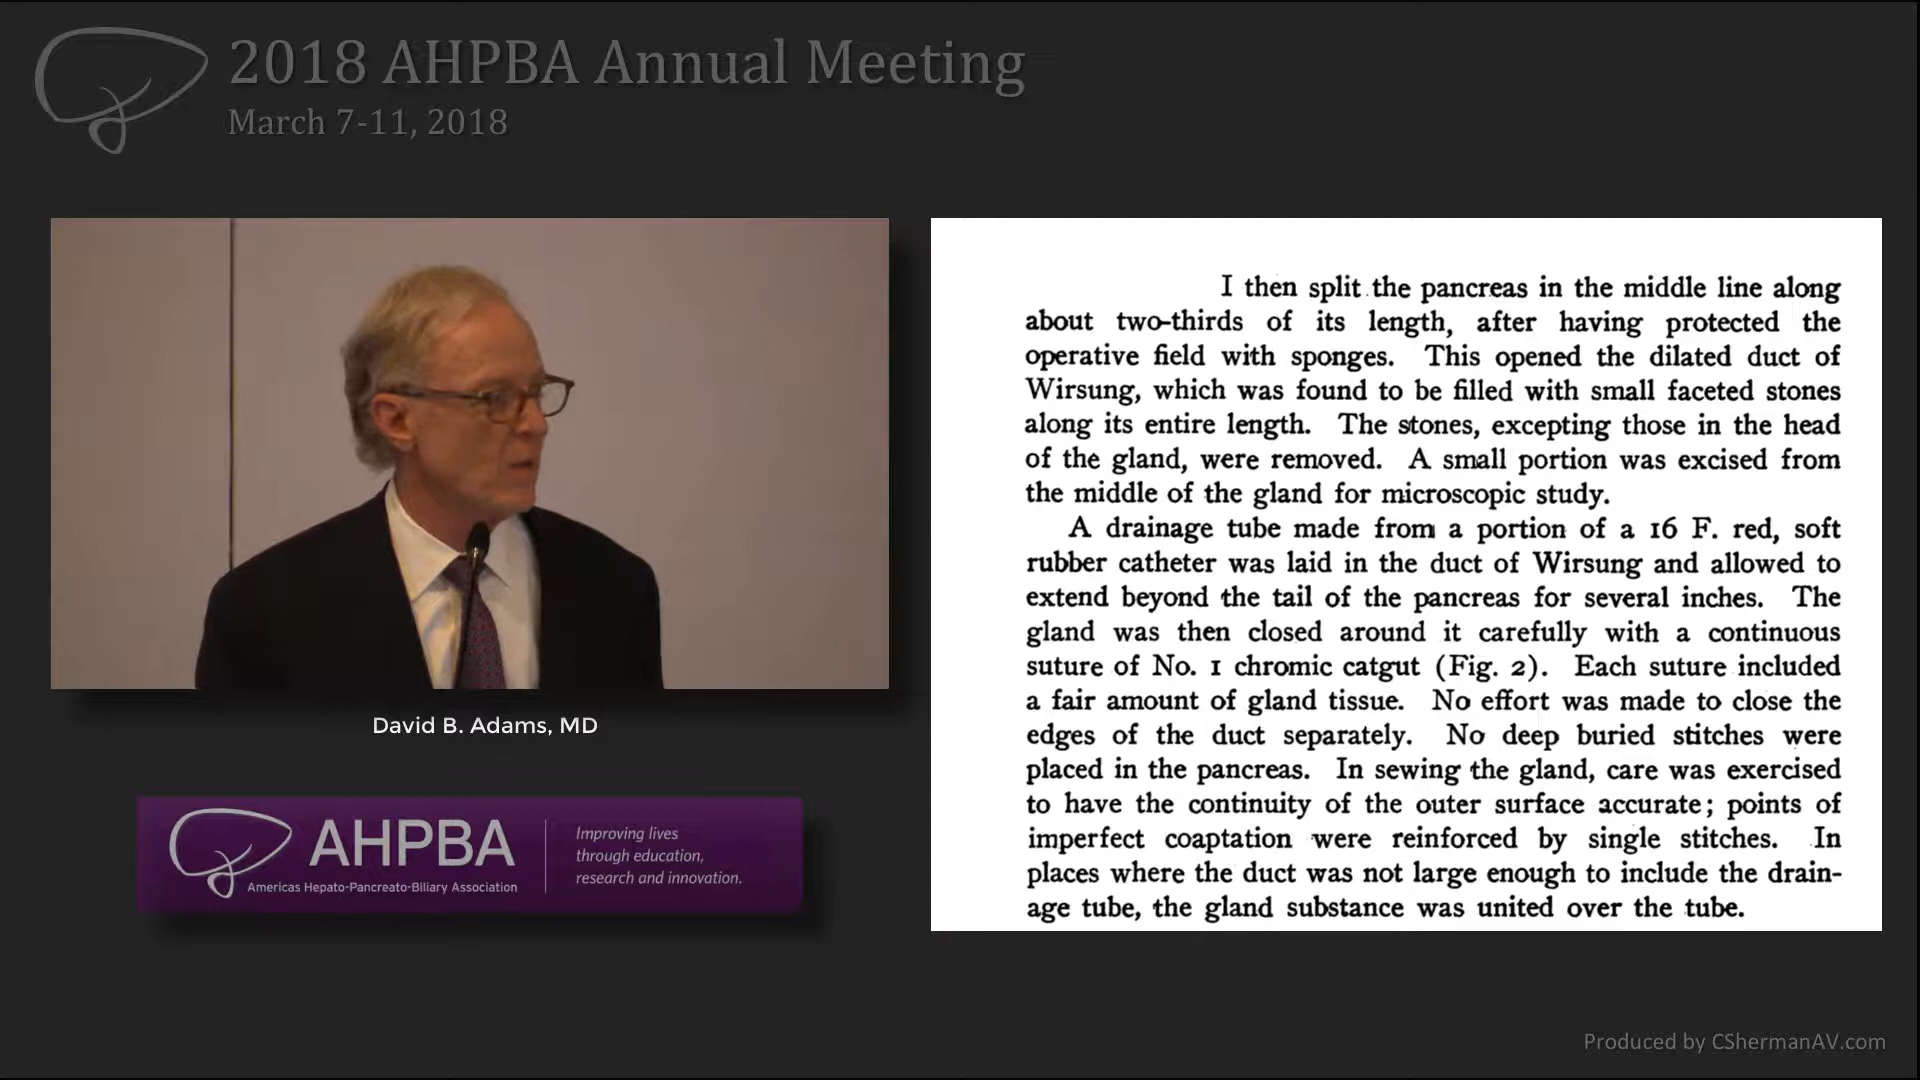 2018 AHPBA Annual Meeting
March 7-11, 2018
I then split the pancreas in the middle line along
about two-thirds of its length, after having protected the
operative field with sponges. This opened the dilated duct of
Wirsung, which was found to be filled with small faceted stones
along its entire length. The stones, excepting those in the head
of the gland, were removed. A small portion was excised from
the middle of the gland for microscopic study.
A drainage tube made from a portion of a 16 F. red, soft
rubber catheter was laid in the duct of Wirsung and allowed to
extend beyond the tail of the pancreas for several inches. The
gland was then closed around it carefully with a continuous
suture of No. 1 chromic catgut (Fig. 2). Each suture included
a fair amount of gland tissue. No effort was made to close the
edges of the duct separately. No deep buried stitches were
placed in the pancreas. In sewing the gland, care was exercised
to have the continuity of the outer surface accurate; points of
imperfect coaptation were reinforced by single stitches. In
places where the duct was not large enough to include the drain-
age tube, the gland substance was united over the tube.
David B. Adams, MD
AHPBA
Americas Hepato-Pancreato-Biliary Association
Improving lives
through education,
research and innovation.
Produced by CShermanAV.com